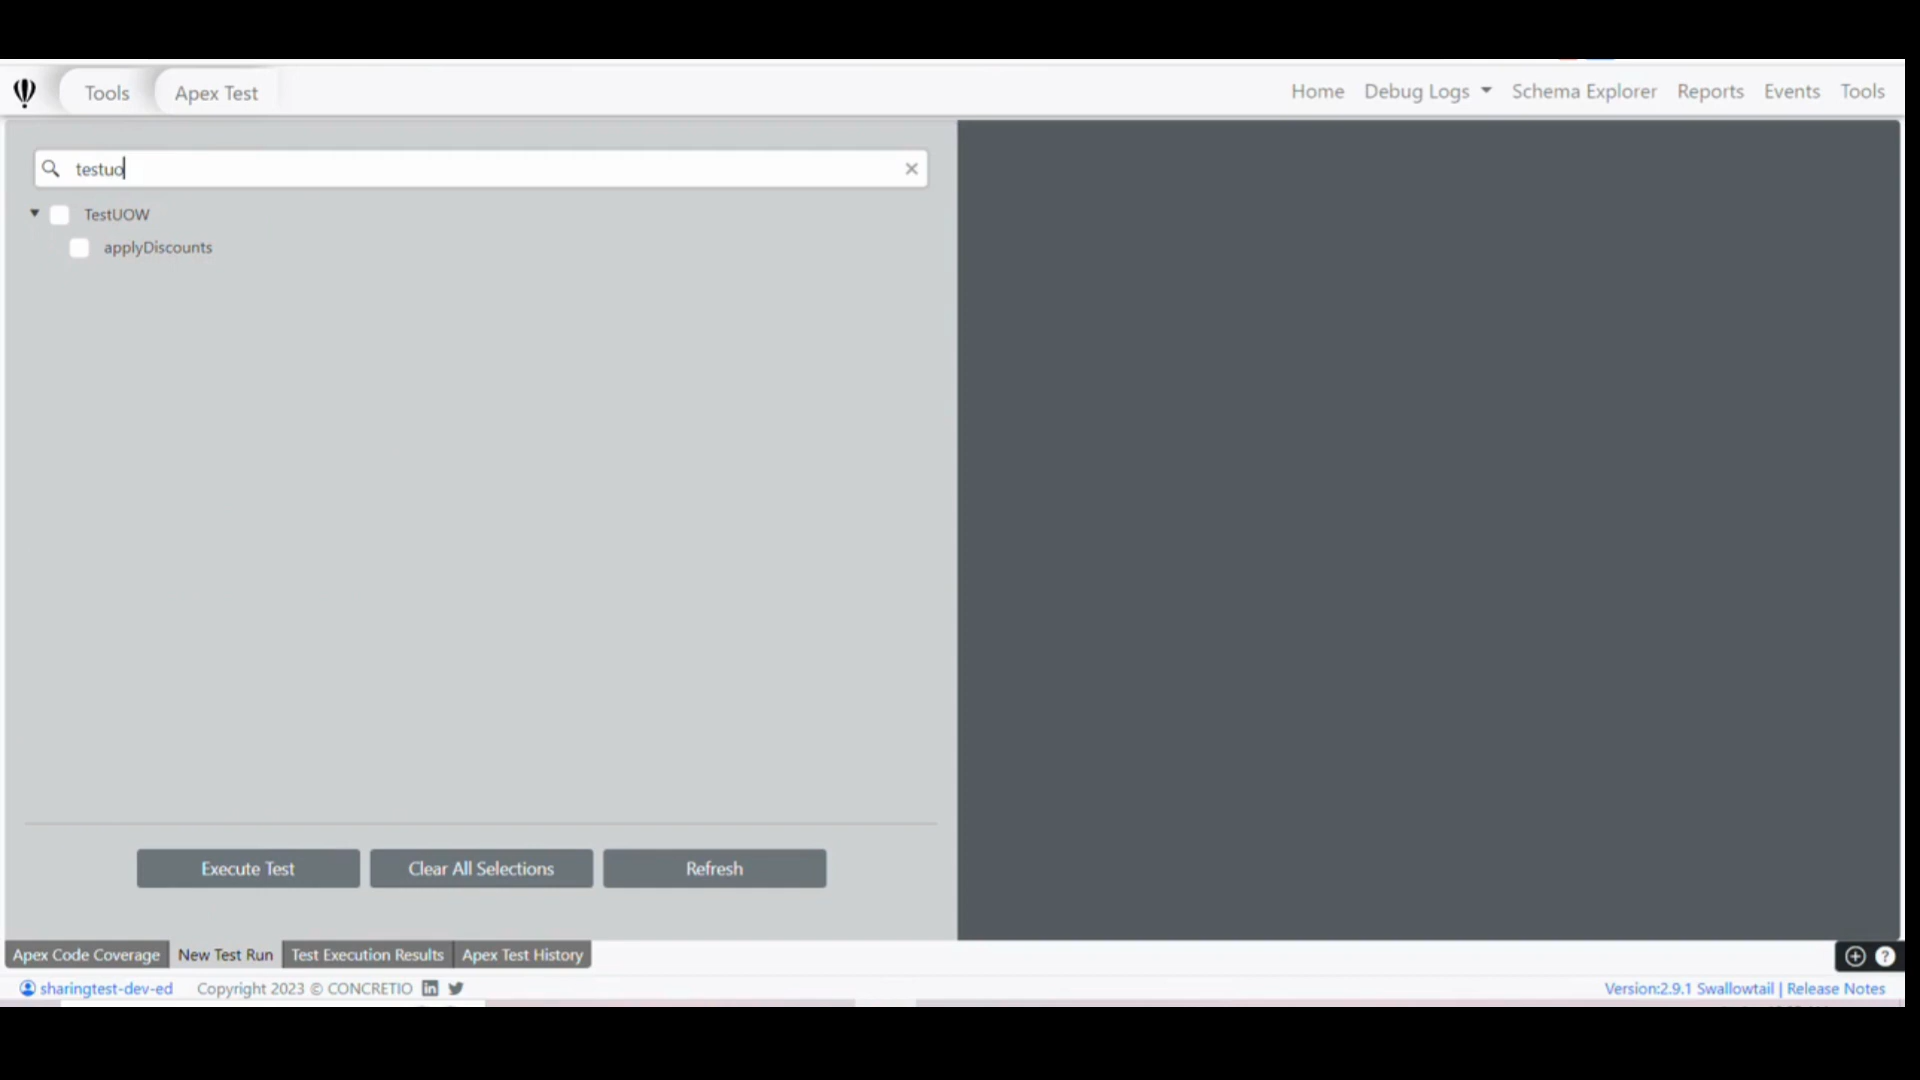 Tools Apex Test Home Debug Logs Schema Explorer Reports Events Tools
testuo
TestUOW
applyDiscounts
Execute Test Clear All Selections Refresh
Apex Code Coverage New Test Run Test Execution Results Apex Test History
sharingtest-dev-ed Copyright 2023 © CONCRETIO Version:2.9.1 Swallowtail | Release Notes